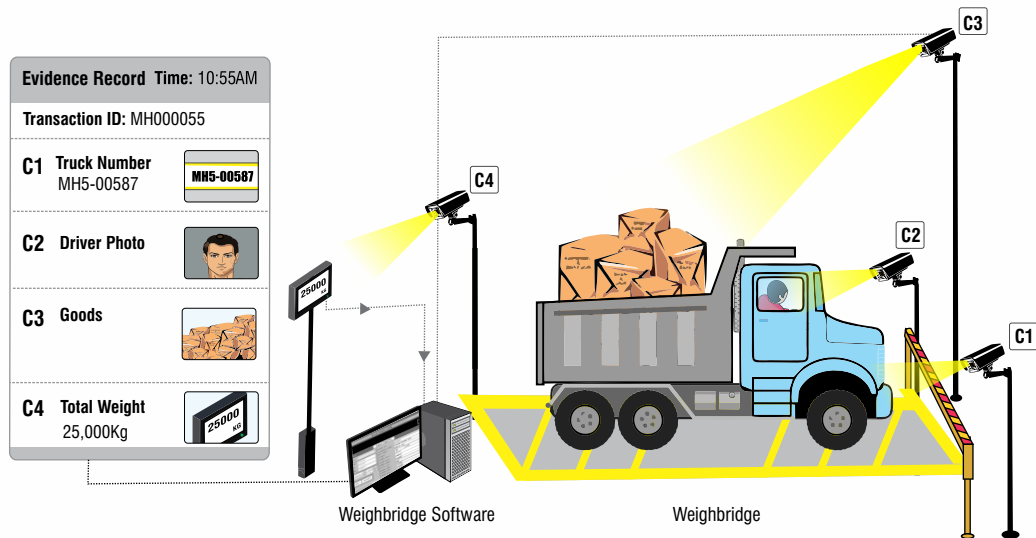 Evidence Record Time: 10:55AM
Transaction ID: MH000055
C1 Truck Number
MH5-00587
MH5-00587
C2 Driver Photo
C3 Goods
C4 Total Weight
25,000Kg
25000
KG
25000
KG
C4
C3
C2
C1
Weighbridge Software
Weighbridge